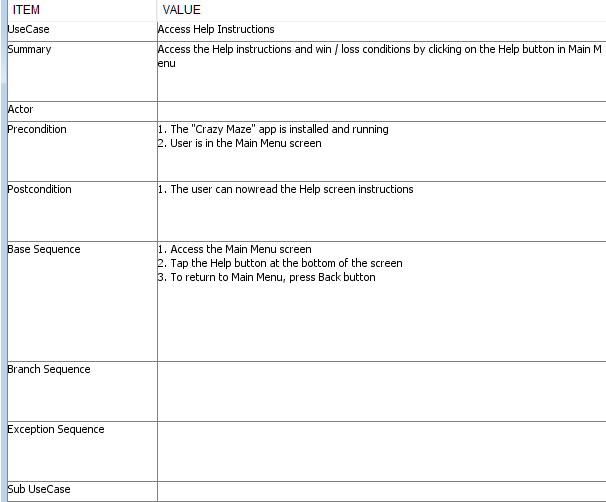 ITEM VALUE
UseCase Access Help Instructions
Summary Access the Help instructions and win / loss conditions by clicking on the Help button in Main M
enu
Actor
Precondition 1. The "Crazy Maze" app is installed and running
2. User is in the Main Menu screen
Postcondition 1. The user can nowread the Help screen instructions
Base Sequence 1. Access the Main Menu screen
2. Tap the Help button at the bottom of the screen
3. To return to Main Menu, press Back button
Branch Sequence
Exception Sequence
Sub UseCase